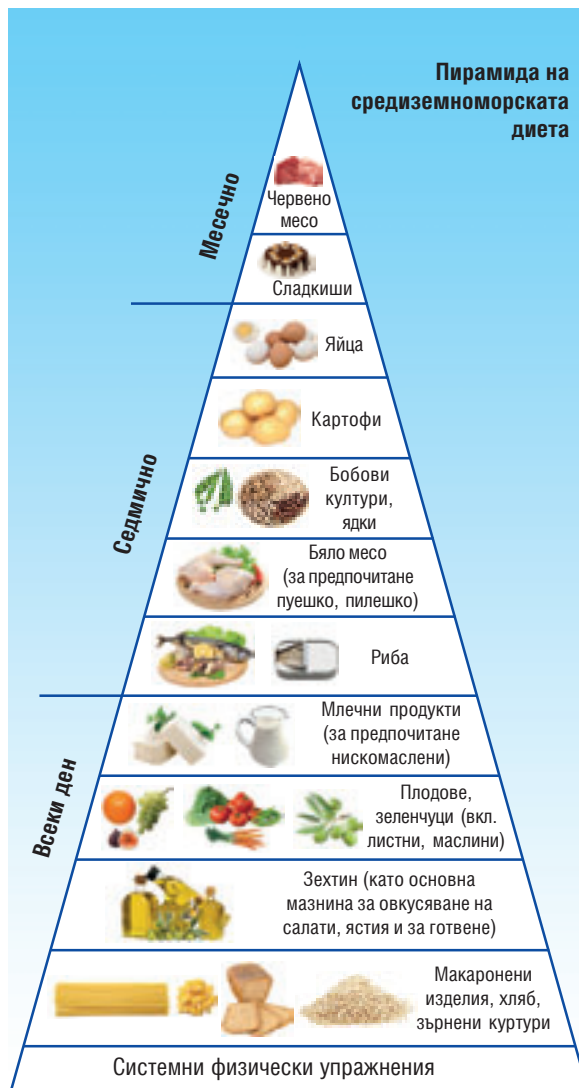 Пирамида на
средиземноморската
диета
Месечно
Червено
месо
Сладкиши
Седмично
Яйца
Картофи
Бобови
култури,
ядки
Бяло месо
(за предпочитане
пуешко, пилешко)
Риба
Всеки ден
Млечни продукти
(за предпочитане
нискомаслени)
Плодове,
зеленчуци (вкл.
листни, маслини)
Зехтин (като основна
мазнина за овкусяване на
салати, ястия и за готвене)
Макаронени
изделия, хляб,
зърнени куртури
Системни физически упражнения